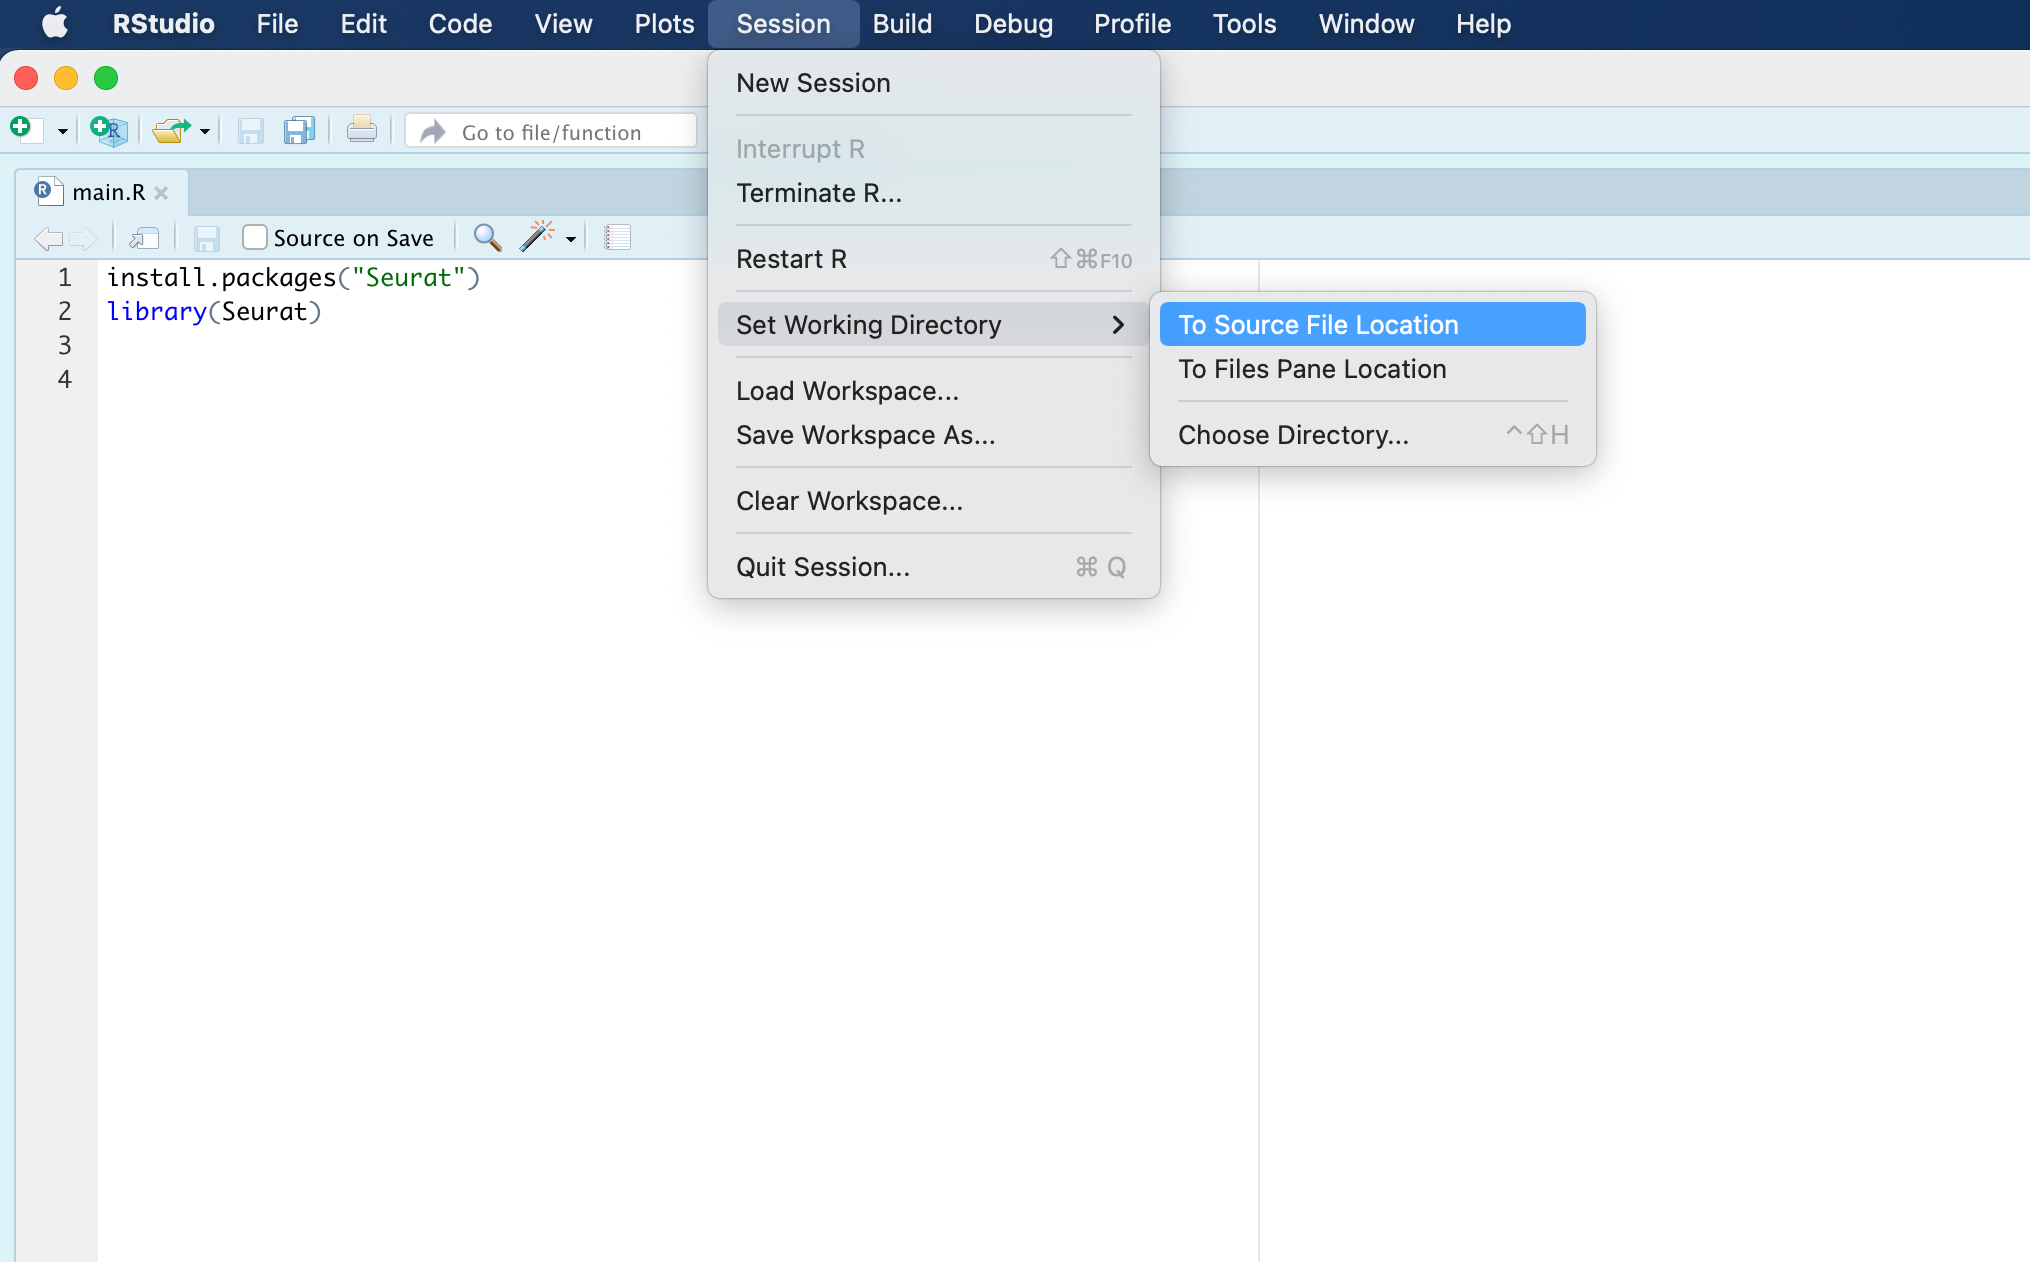 RStudio File Edit Code View Plots Session Build Debug Profile Tools Window Help
Go to file/function
main.R
Source on Save
1 install.packages("Seurat")
2 library(Seurat)
3
4
New Session
Interrupt R
Terminate R...
Restart R ⇧⌘F10
Set Working Directory
Load Workspace...
Save Workspace As...
Clear Workspace...
Quit Session... ⌘ Q
To Source File Location
To Files Pane Location
Choose Directory... ^⇧H